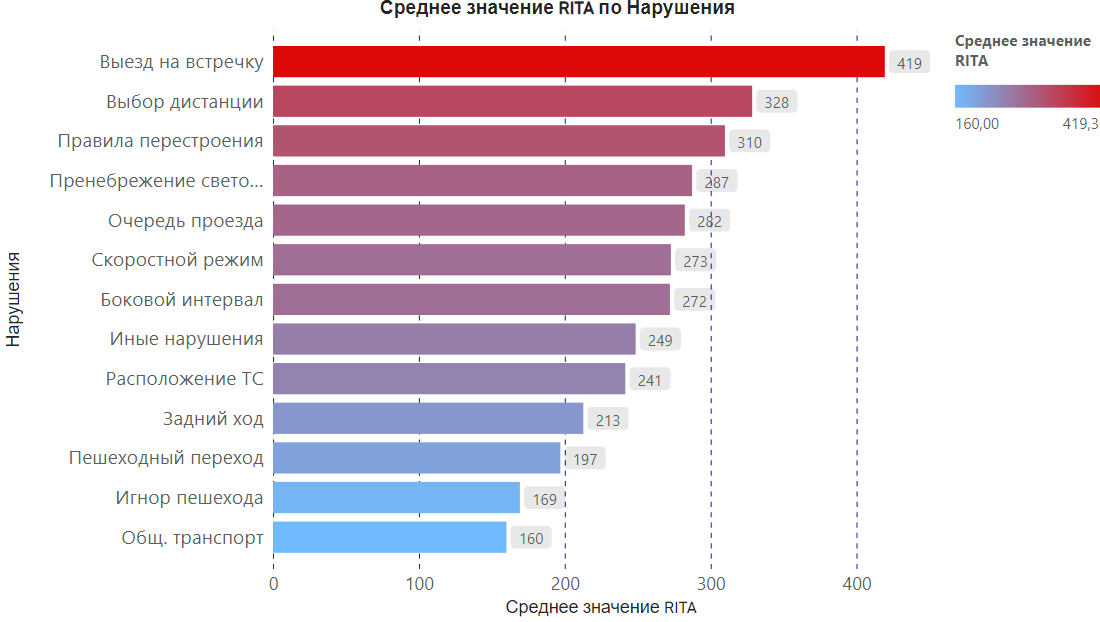 Среднее значение RITA по Нарушения
Среднее значение
RITA
160,00 419,3
Нарушения
Выезд на встречку 419
Выбор дистанции 328
Правила перестроения 310
Пренебрежение свето... 287
Очередь проезда 282
Скоростной режим 273
Боковой интервал 272
Иные нарушения 249
Расположение ТС 241
Задний ход 213
Пешеходный переход 197
Игнор пешехода 169
Общ. транспорт 160
0 100 200 300 400
Среднее значение RITA